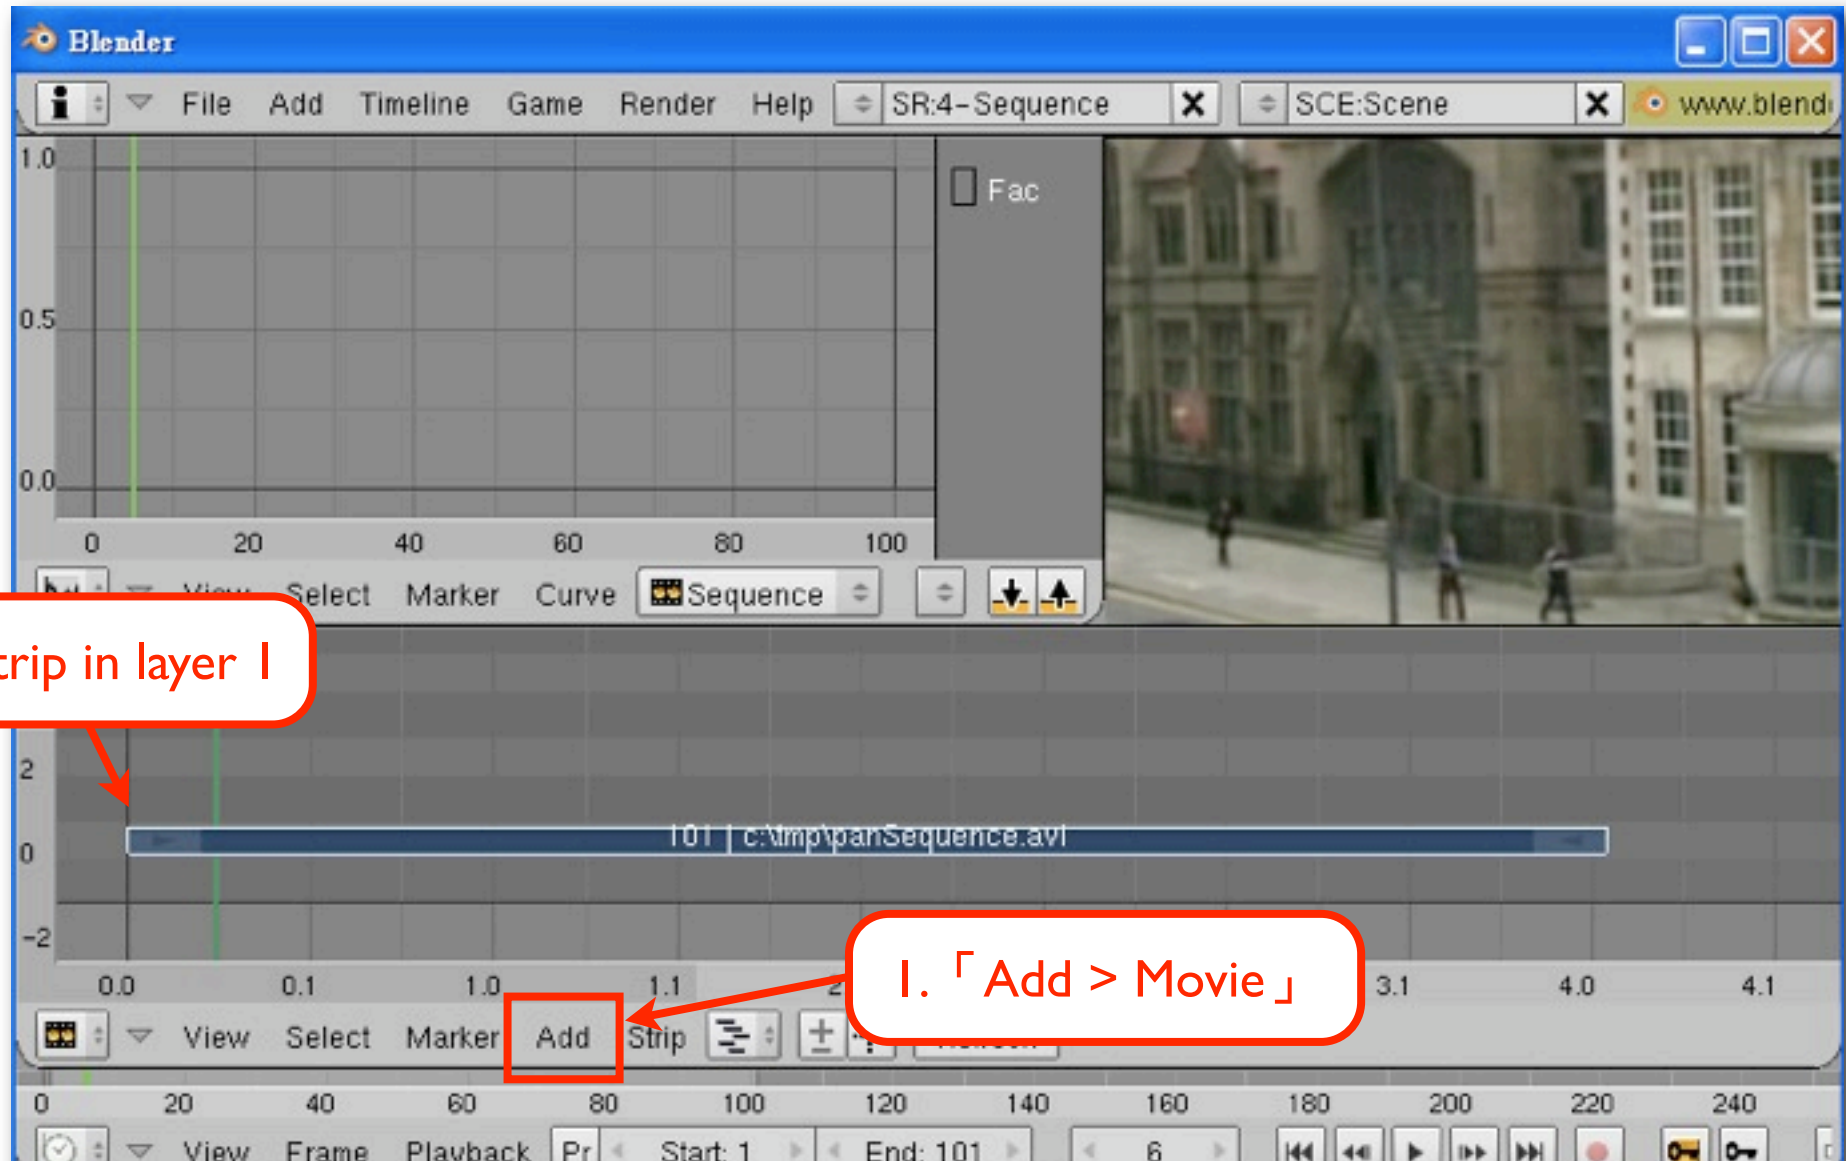 Blender
File Add Timeline Game Render Help SR:4-Sequence X SCE:Scene X www.blend
1.0
0.5
0.0
Fac
0 20 40 60 80 100
View Select Marker Curve Sequence
trip in layer 1
2
0
-2
101 | c:\tmp\panSequence.avi
1.「Add > Movie」
0.0 0.1 1.0 1.1 2 3.1 4.0 4.1
View Select Marker Add Strip Refresh
0 20 40 60 80 100 120 140 160 180 200 220 240
View Frame Playback Pr Start: 1 End: 101 6